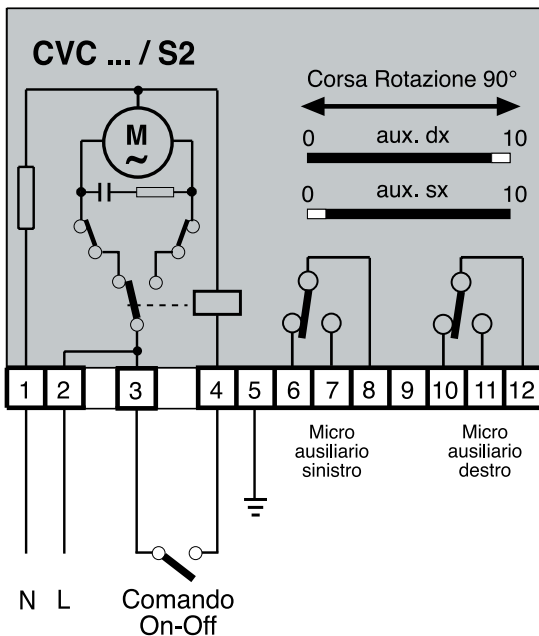 CVC ... / S2
Corsa Rotazione 90°
0 aux. dx 10
0 aux. sx 10
M
~
1 2 3 4 5 6 7 8 9 10 11 12
Micro
ausiliario
sinistro
Micro
ausiliario
destro
N L
Comando
On-Off